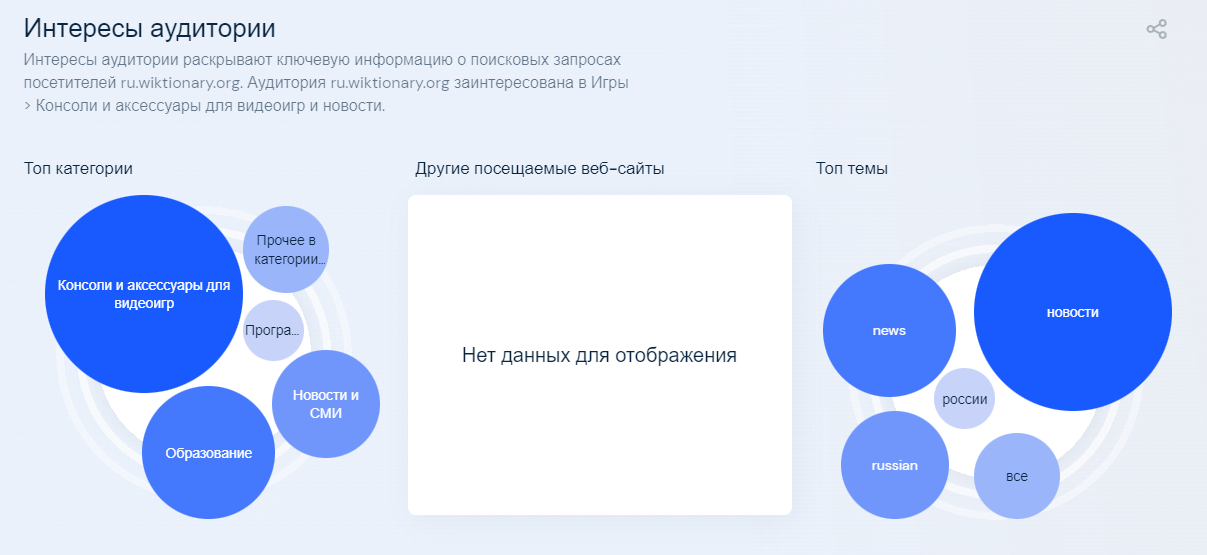 Интересы аудитории
Интересы аудитории раскрывают ключевую информацию о поисковых запросах
посетителей ru.wiktionary.org. Аудитория ru.wiktionary.org заинтересована в Игры
> Консоли и аксессуары для видеоигр и новости.
Топ категории
Консоли и аксессуары для
видеоигр
Прочее в
категории...
Програ...
Новости и
СМИ
Образование
Другие посещаемые веб-сайты
Нет данных для отображения
Топ темы
новости
news
россии
russian
все